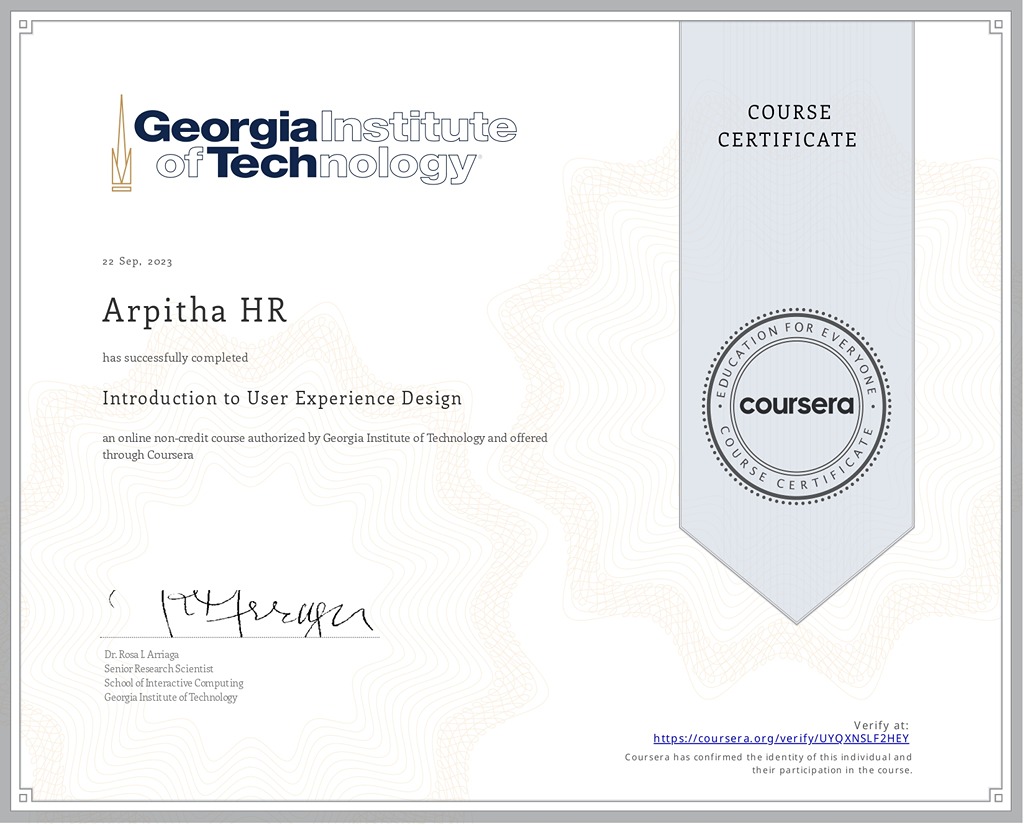 Georgia Institute
of Technology
COURSE
CERTIFICATE
22 Sep, 2023
Arpitha HR
has successfully completed
Introduction to User Experience Design
an online non-credit course authorized by Georgia Institute of Technology and offered
through Coursera
EDUCATION FOR EVERYONE
coursera
COURSE CERTIFICATE
Dr. Rosa I. Arriaga
Senior Research Scientist
School of Interactive Computing
Georgia Institute of Technology
Verify at:
https://coursera.org/verify/UYQXNSLF2HEY
Coursera has confirmed the identity of this individual and
their participation in the course.